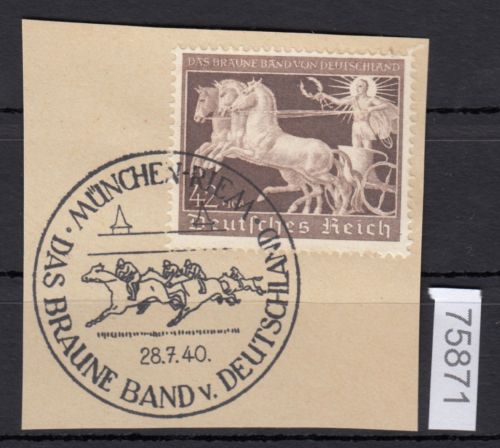 DAS BRAUNE BAND VON DEUTSCHLAND
42
Deutsches Reich
MÜNCHEN-RIEM
· DAS BRAUNE BAND v. DEUTSCHLAND ·
28.7.40.
75871